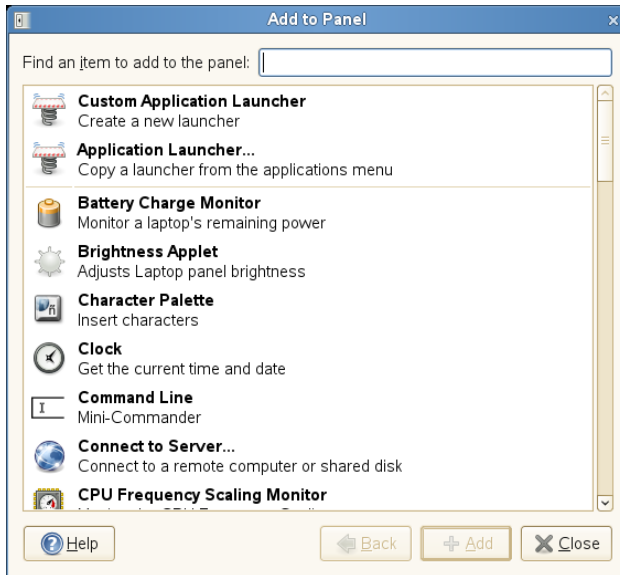 Add to Panel
Find an item to add to the panel:
Custom Application Launcher
Create a new launcher
Application Launcher...
Copy a launcher from the applications menu
Battery Charge Monitor
Monitor a laptop's remaining power
Brightness Applet
Adjusts Laptop panel brightness
Character Palette
Insert characters
Clock
Get the current time and date
Command Line
Mini-Commander
Connect to Server...
Connect to a remote computer or shared disk
CPU Frequency Scaling Monitor
Help Back Add Close